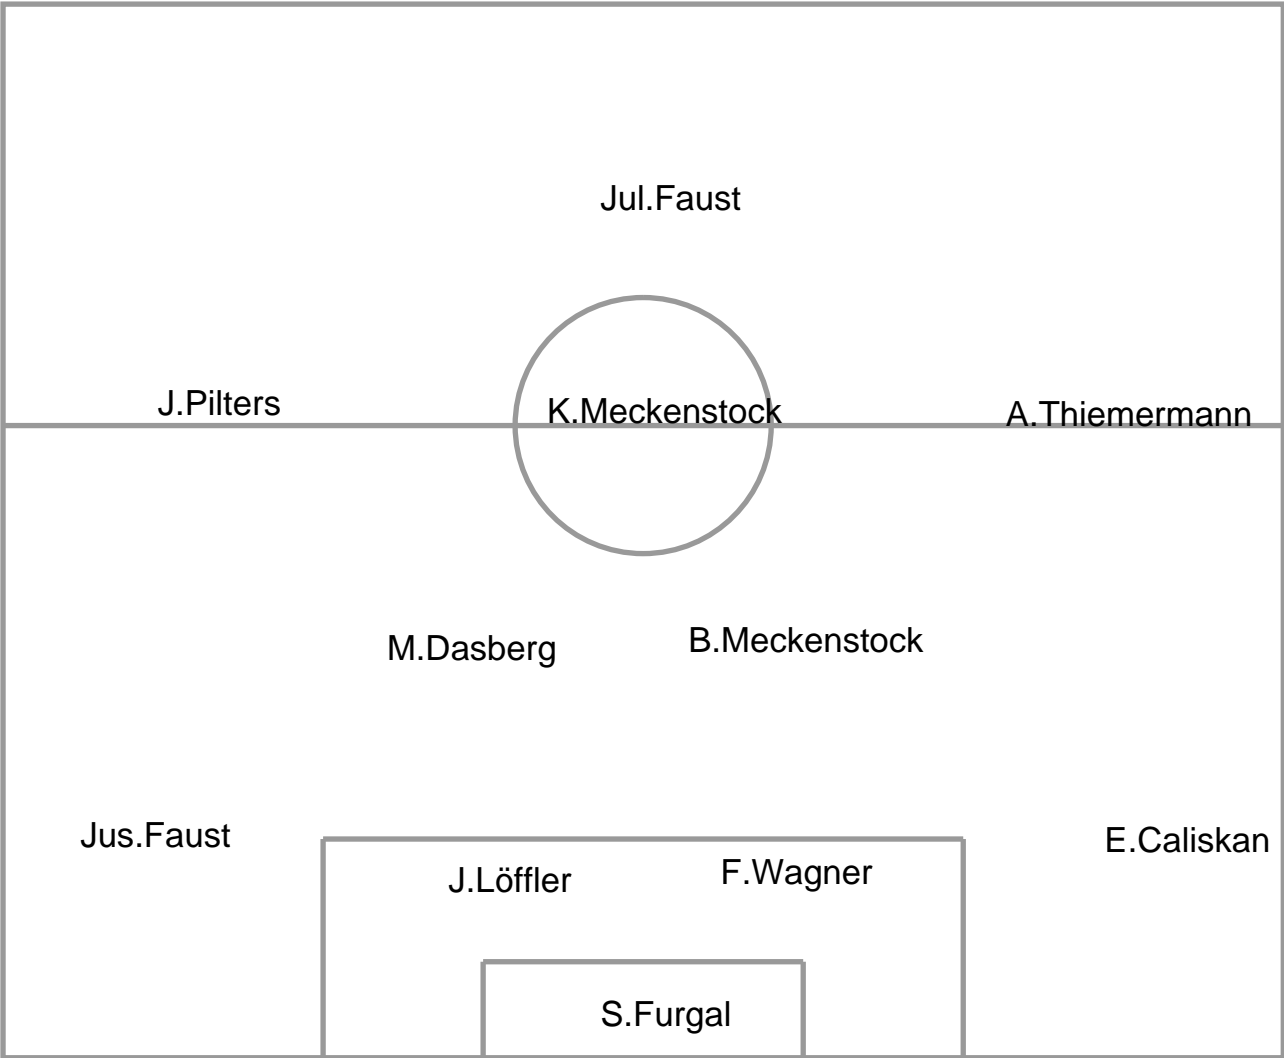 Jul.Faust
J.Pilters
K.Meckenstock
A.Thiemermann
M.Dasberg
B.Meckenstock
Jus.Faust
E.Caliskan
J.Löffler
F.Wagner
S.Furgal